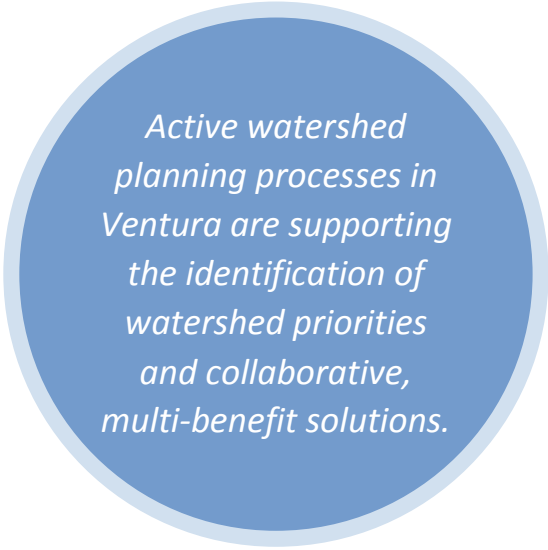 Active watershed
planning processes in
Ventura are supporting
the identification of
watershed priorities
and collaborative,
multi-benefit solutions.